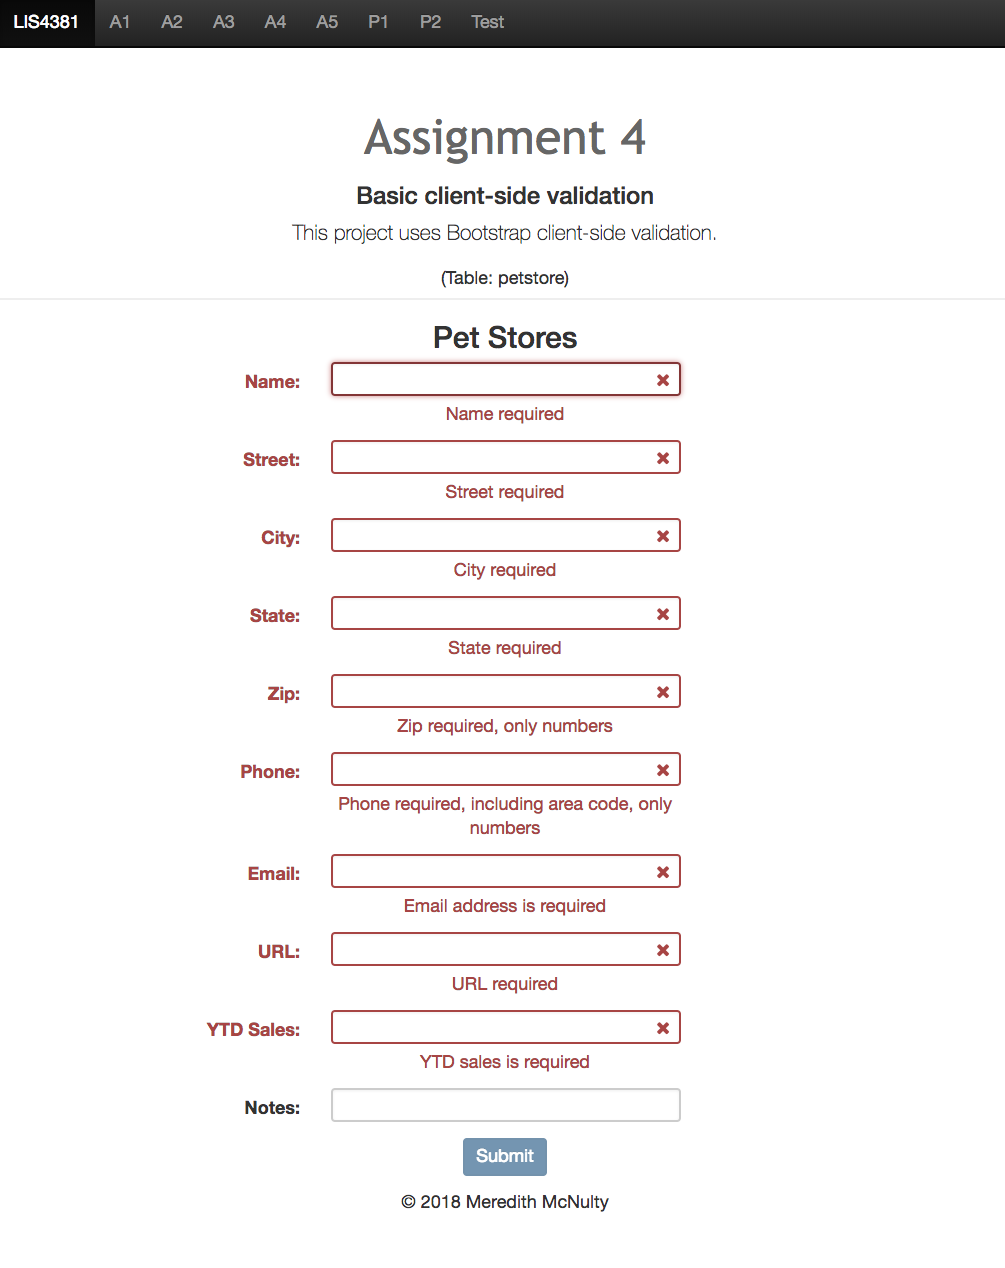 LIS4381 A1 A2 A3 A4 A5 P1 P2 Test
Assignment 4
Basic client-side validation
This project uses Bootstrap client-side validation.
(Table: petstore)
Pet Stores
Name:
Name required
Street:
Street required
City:
City required
State:
State required
Zip:
Zip required, only numbers
Phone:
Phone required, including area code, only
numbers
Email:
Email address is required
URL:
URL required
YTD Sales:
YTD sales is required
Notes:
Submit
© 2018 Meredith McNulty